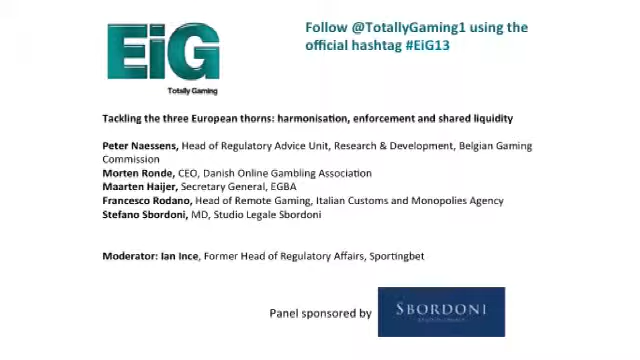 EiG
Totally Gaming
Follow @TotallyGaming1 using the
official hashtag #EiG13
Tackling the three European thorns: harmonisation, enforcement and shared liquidity
Peter Naessens, Head of Regulatory Advice Unit, Research & Development, Belgian Gaming
Commission
Morten Ronde, CEO, Danish Online Gambling Association
Maarten Haijer, Secretary General, EGBA
Francesco Rodano, Head of Remote Gaming, Italian Customs and Monopolies Agency
Stefano Sbordoni, MD, Studio Legale Sbordoni
Moderator: Ian Ince, Former Head of Regulatory Affairs, Sportingbet
Panel sponsored by
SBORDONI